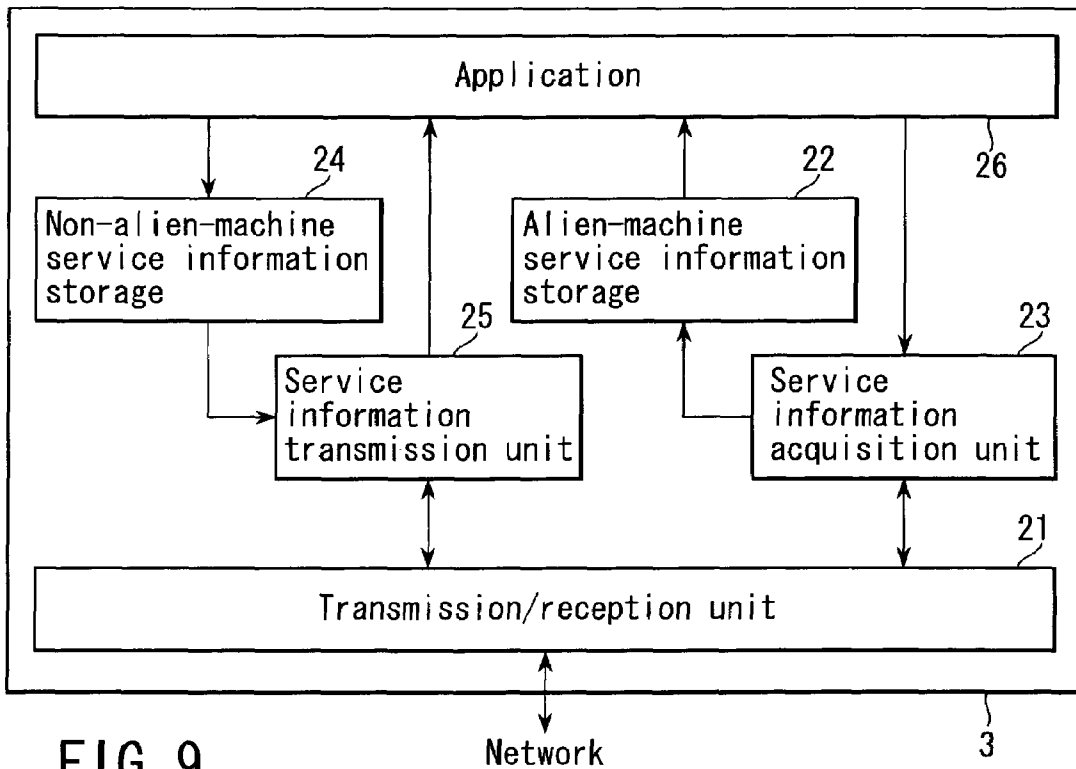 Application
26
24
22
Non-alien-machine
service information
storage
Alien-machine
service information
storage
25
23
Service
information
transmission unit
Service
information
acquisition unit
21
Transmission/reception unit
3
Network
FIG. 9